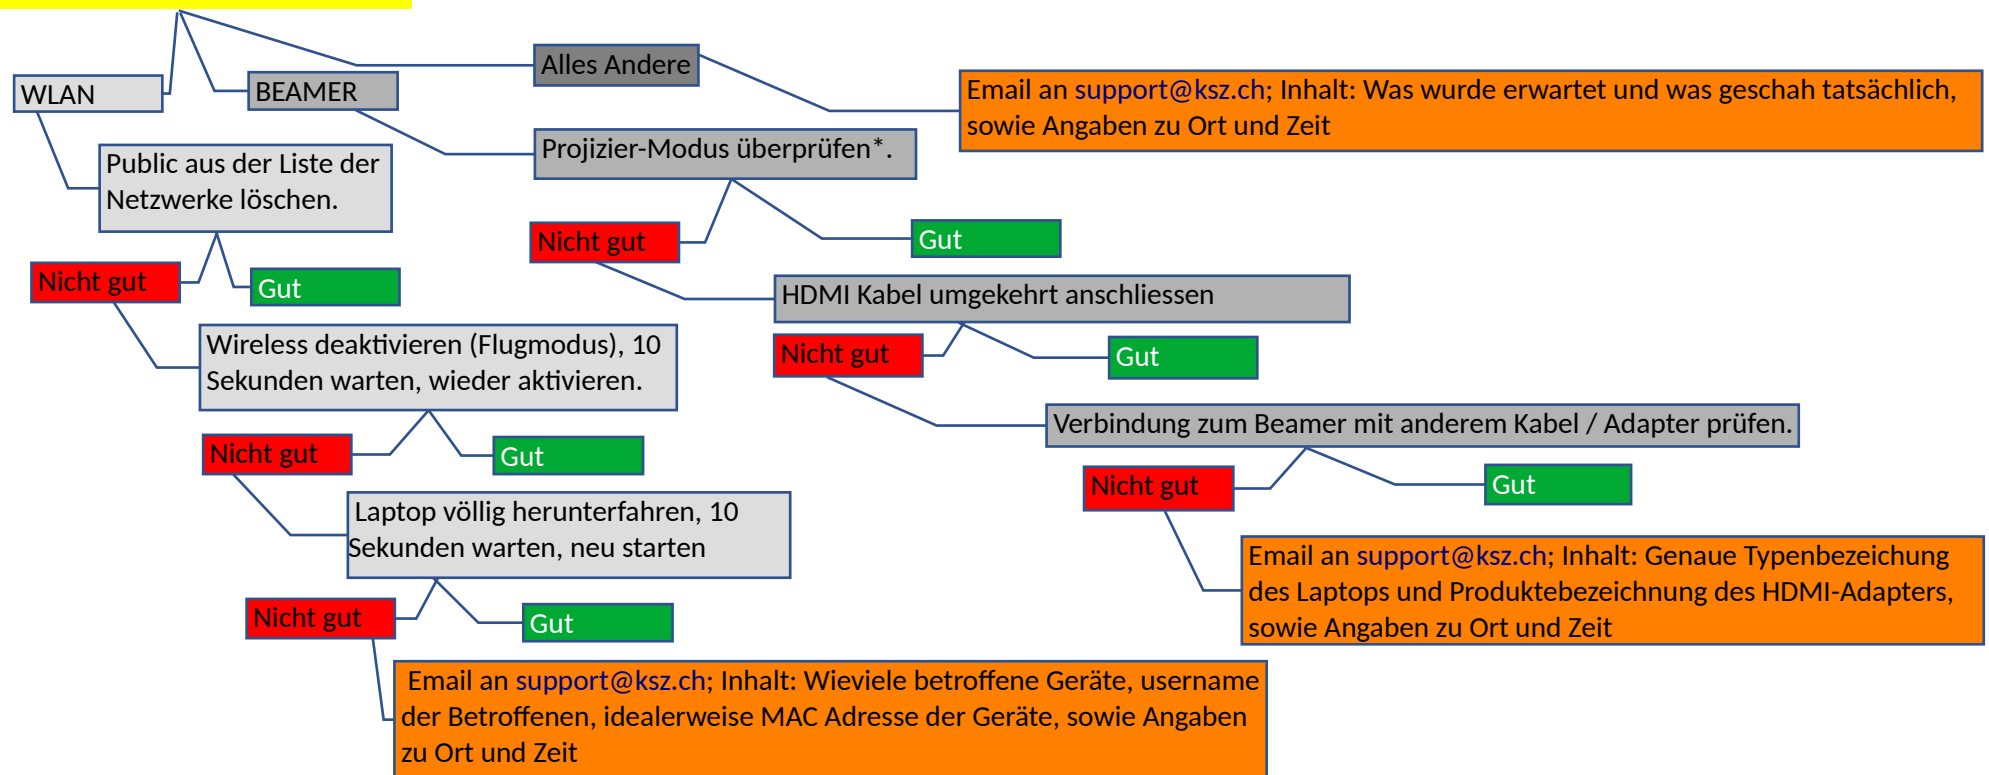 Alles Andere
WLAN
BEAMER
Email an support@ksz.ch; Inhalt: Was wurde erwartet und was geschah tatsächlich,
sowie Angaben zu Ort und Zeit
Projizier-Modus überprüfen*.
Public aus der Liste der
Netzwerke löschen.
Nicht gut
Gut
Nicht gut
Gut
HDMI Kabel umgekehrt anschliessen
Wireless deaktivieren (Flugmodus), 10
Sekunden warten, wieder aktivieren.
Nicht gut
Gut
Verbindung zum Beamer mit anderem Kabel / Adapter prüfen.
Nicht gut
Gut
Nicht gut
Gut
Laptop völlig herunterfahren, 10
Sekunden warten, neu starten
Email an support@ksz.ch; Inhalt: Genaue Typenbezeichung
des Laptops und Produktebezeichnung des HDMI-Adapters,
sowie Angaben zu Ort und Zeit
Nicht gut
Gut
Email an support@ksz.ch; Inhalt: Wieviele betroffene Geräte, username
der Betroffenen, idealerweise MAC Adresse der Geräte, sowie Angaben
zu Ort und Zeit